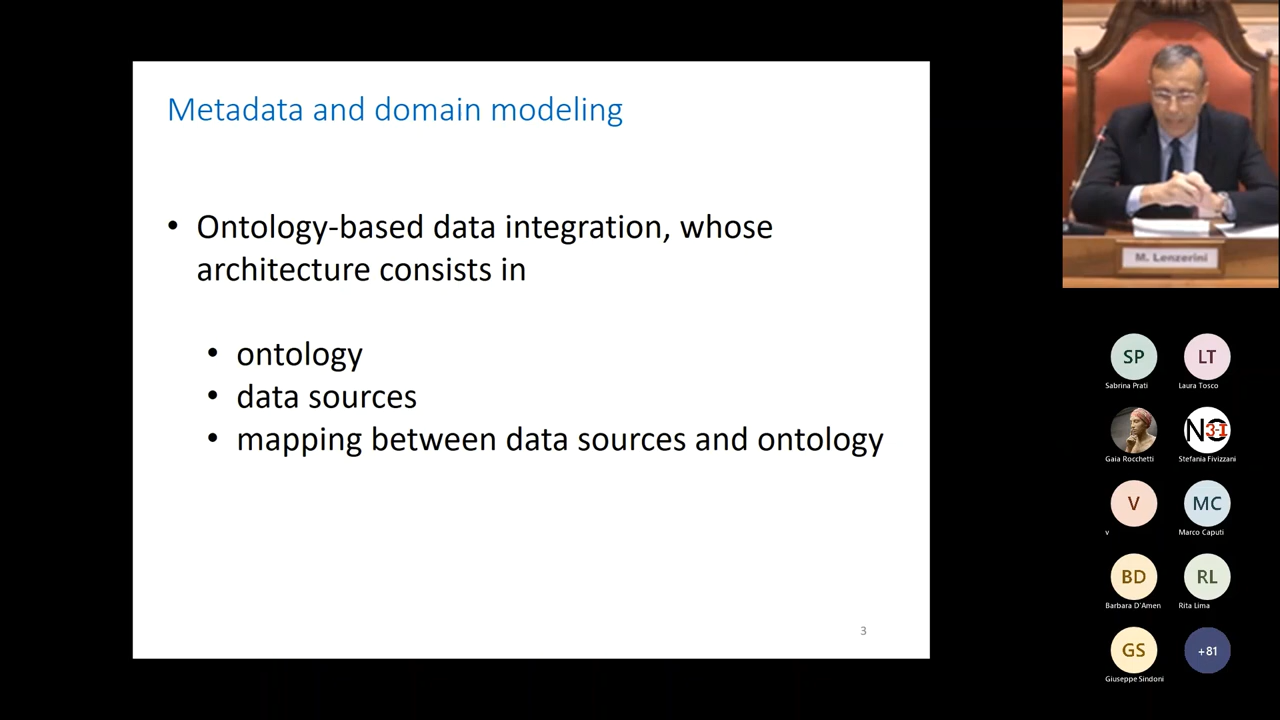 Metadata and domain modeling
• Ontology-based data integration, whose
architecture consists in
• ontology
• data sources
• mapping between data sources and ontology
3
M. Lenzerini
SP
LT
Sabrina Prati
Laura Tosco
N3-I
Gaia Rocchetti
Stefania Fivizzani
V
MC
v
Marco Caputi
BD
RL
Barbara D'Amen
Rita Lima
GS
+81
Giuseppe Sindoni